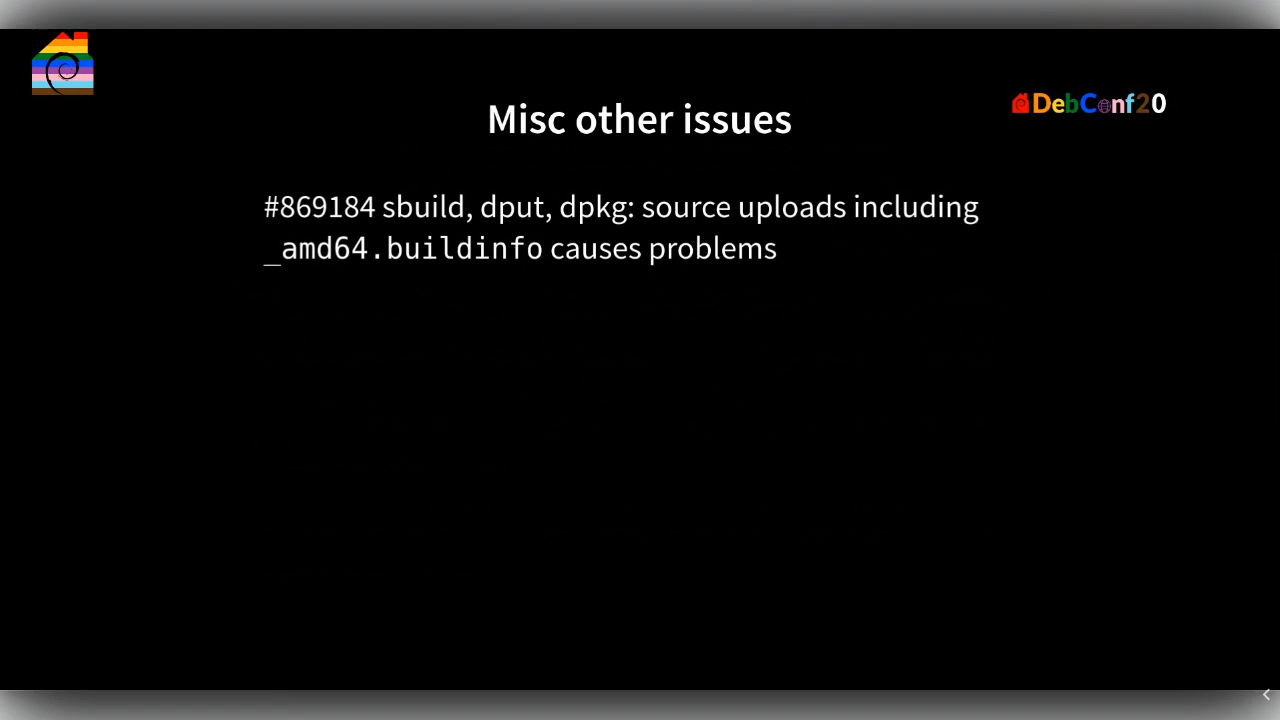 DebConf20
Misc other issues
#869184 sbuild, dput, dpkg: source uploads including
_amd64.buildinfo causes problems